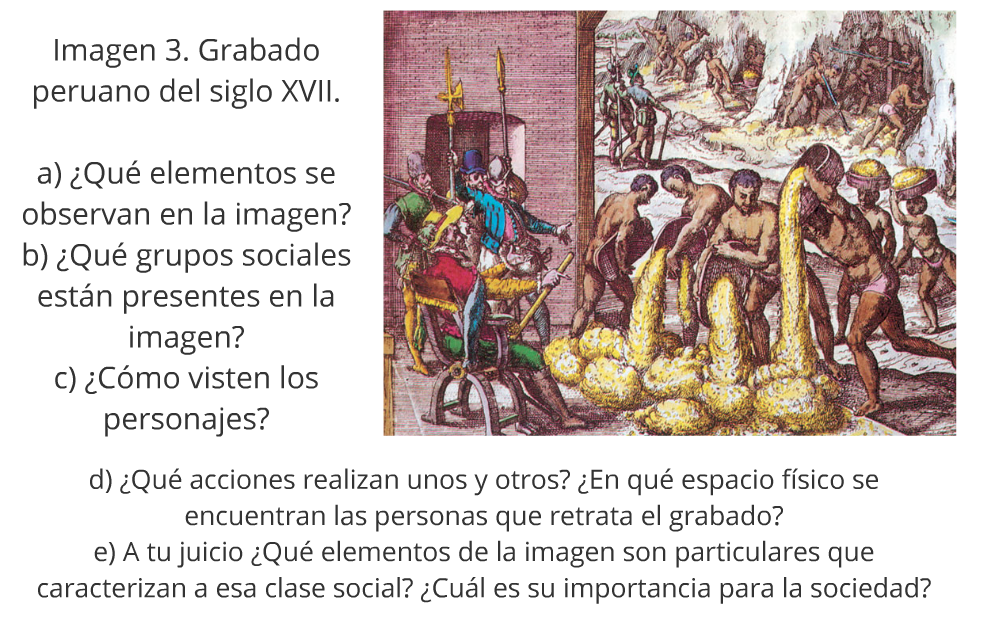 Imagen 3. Grabado
peruano del siglo XVII.
a) ¿Qué elementos se
observan en la imagen?
b) ¿Qué grupos sociales
están presentes en la
imagen?
c) ¿Cómo visten los
personajes?
d) ¿Qué acciones realizan unos y otros? ¿En qué espacio físico se
encuentran las personas que retrata el grabado?
e) A tu juicio ¿Qué elementos de la imagen son particulares que
caracterizan a esa clase social? ¿Cuál es su importancia para la sociedad?